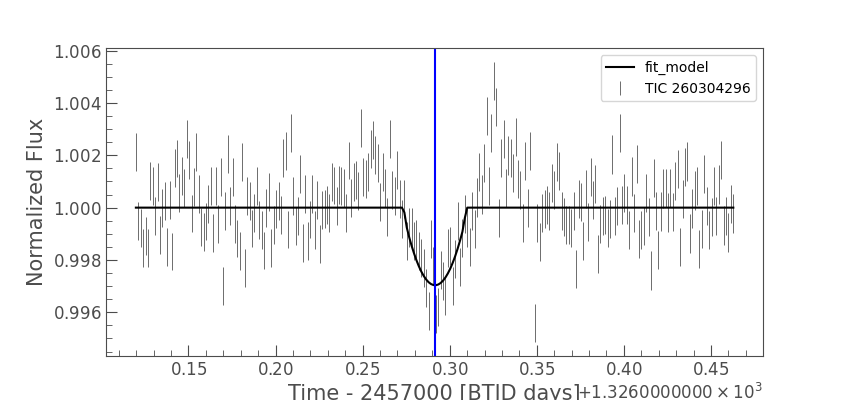 1.006
1.004
1.002
1.000
0.998
0.996
Normalized Flux
fit_model
TIC 260304296
0.15
0.20
0.25
0.30
0.35
0.40
0.45
Time - 2457000 [BTJD days]
+1.3260000000 × 10³